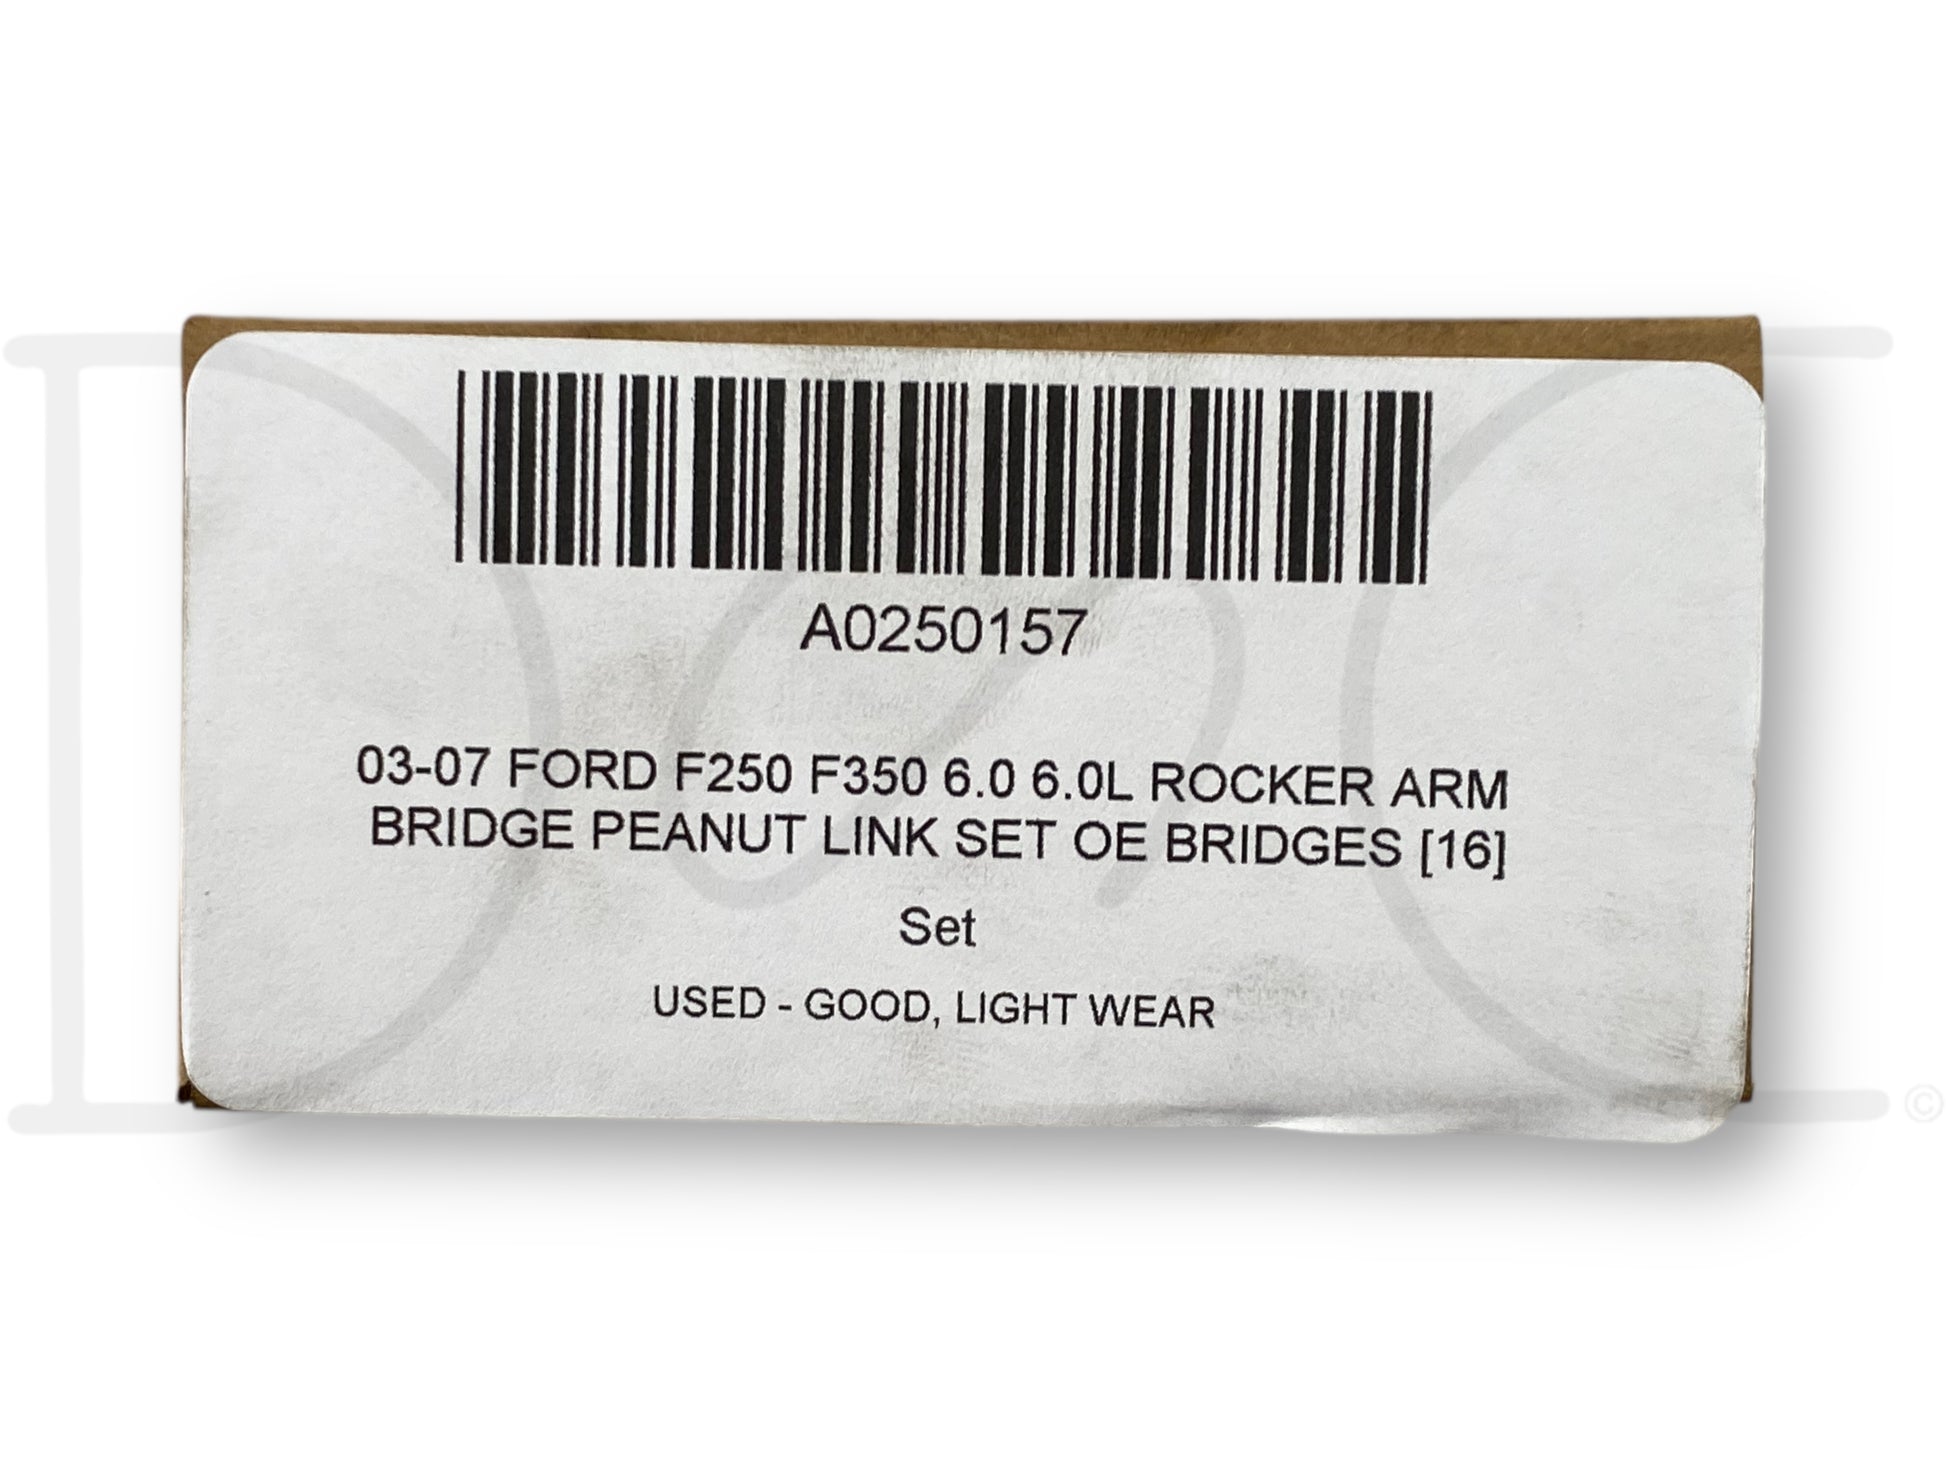 A0250157
03-07 FORD F250 F350 6.0 6.0L ROCKER ARM
BRIDGE PEANUT LINK SET OE BRIDGES [16]
Set
USED - GOOD, LIGHT WEAR
©